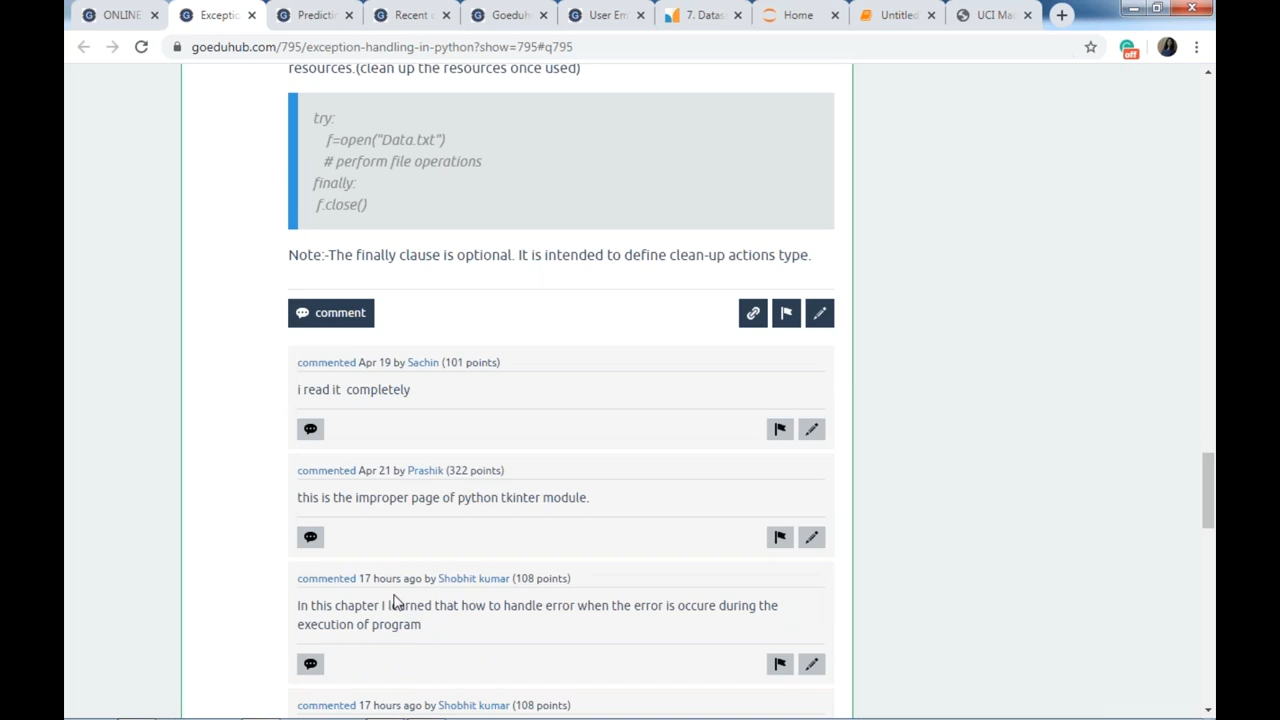 ONLINE
Excepti
Predictin
Recent
Goeduh
User Em
7. Datas
Home
Untitled
UCI Ma
goeduhub.com/795/exception-handling-in-python?show=795#q795
off
resources.(clean up the resources once used)
try:
f=open("Data.txt")
# perform file operations
finally:
f.close()
Note:-The finally clause is optional. It is intended to define clean-up actions type.
comment
commented Apr 19 by Sachin (101 points)
i read it completely
commented Apr 21 by Prashik (322 points)
this is the improper page of python tkinter module.
commented 17 hours ago by Shobhit kumar (108 points)
In this chapter I learned that how to handle error when the error is occure during the
execution of program
commented 17 hours ago by Shobhit kumar (108 points)